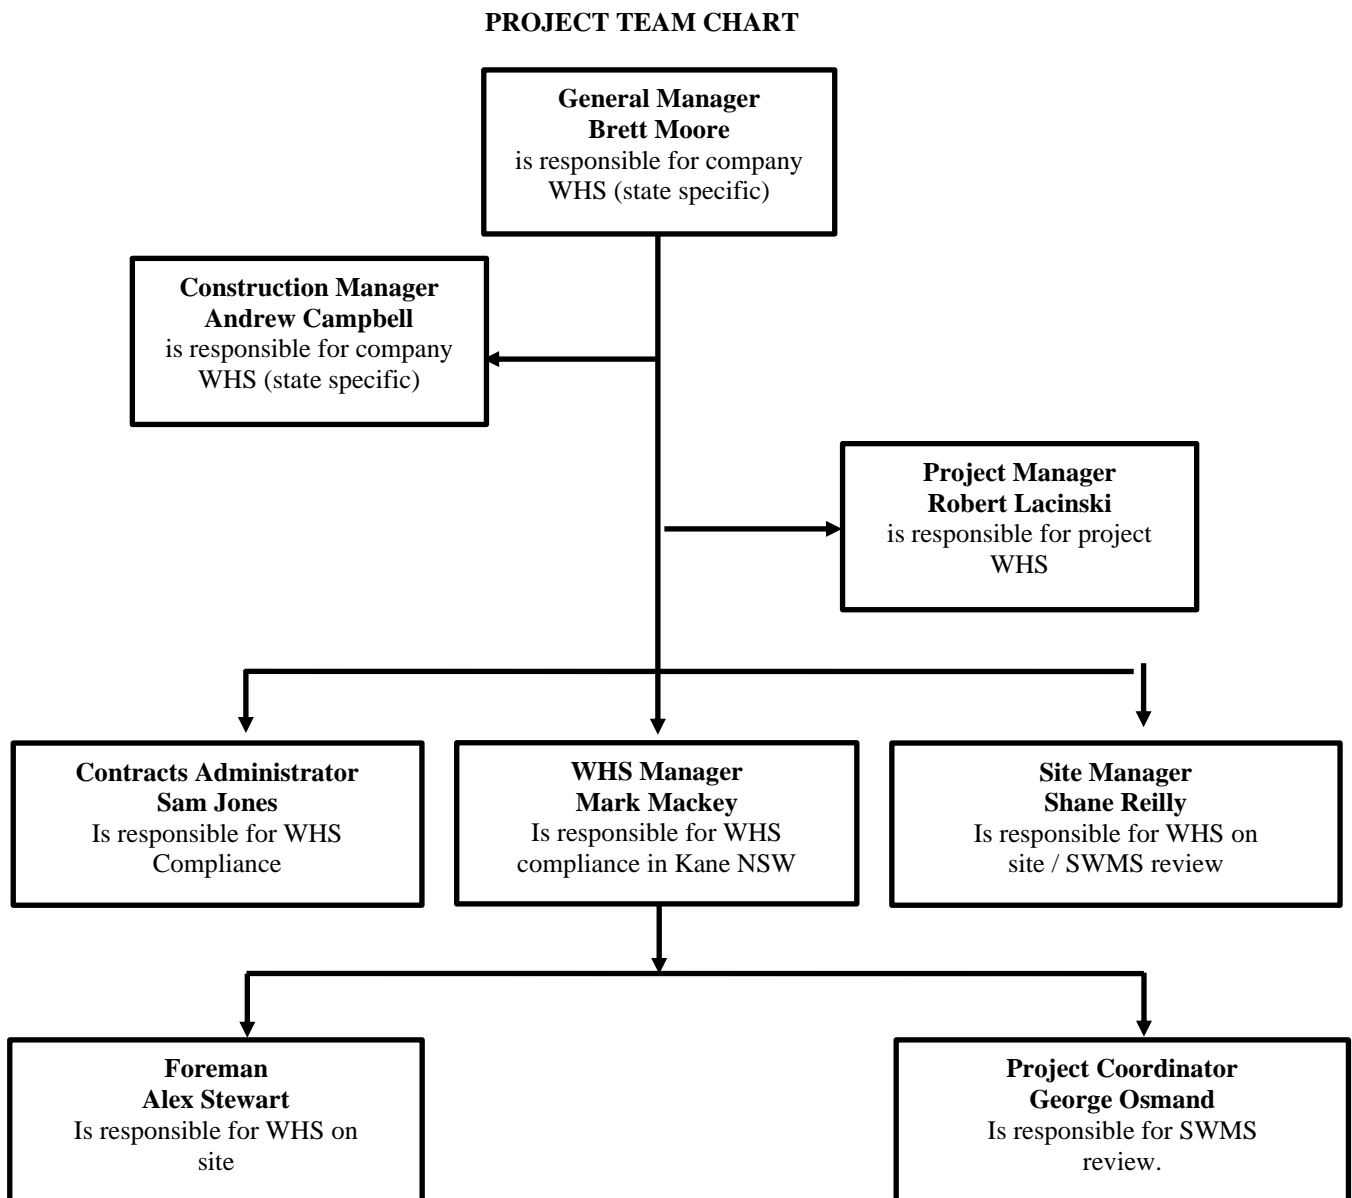 PROJECT TEAM CHART
General Manager
Brett Moore
is responsible for company
WHS (state specific)
Construction Manager
Andrew Campbell
is responsible for company
WHS (state specific)
Project Manager
Robert Lacinski
is responsible for project
WHS
Contracts Administrator
Sam Jones
Is responsible for WHS
Compliance
WHS Manager
Mark Mackey
Is responsible for WHS
compliance in Kane NSW
Site Manager
Shane Reilly
Is responsible for WHS on
site / SWMS review
Foreman
Alex Stewart
Is responsible for WHS on
site
Project Coordinator
George Osmand
Is responsible for SWMS
review.